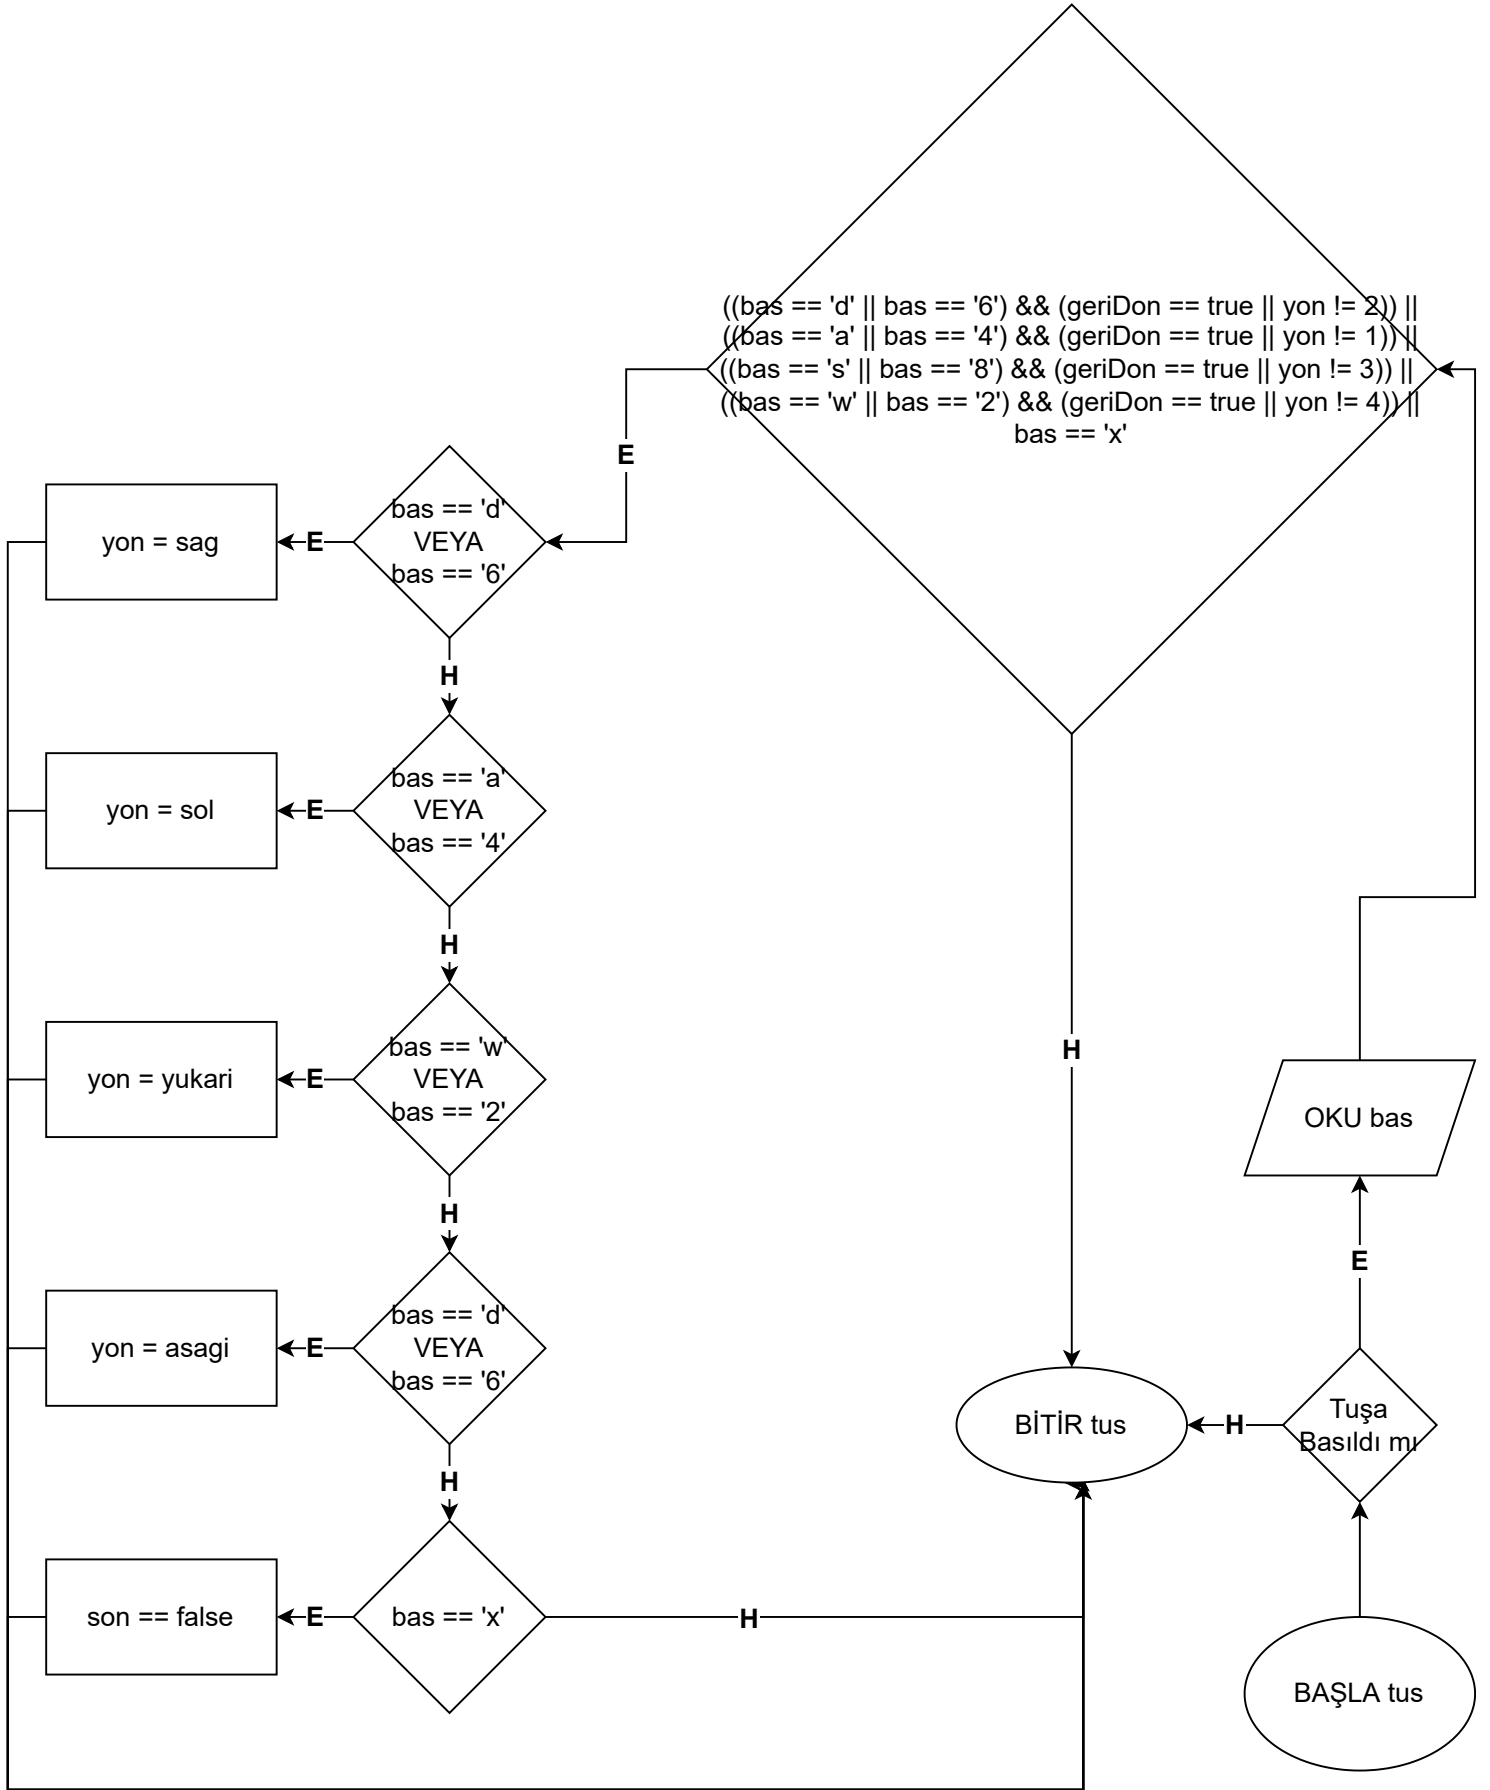 ((bas == 'd' || bas == '6') && (geriDon == true || yon != 2)) ||
((bas == 'a' || bas == '4') && (geriDon == true || yon != 1)) ||
((bas == 's' || bas == '8') && (geriDon == true || yon != 3)) ||
((bas == 'w' || bas == '2') && (geriDon == true || yon != 4)) ||
bas == 'x'
E
yon = sag
E
bas == 'd'
VEYA
bas == '6'
H
yon = sol
E
bas == 'a'
VEYA
bas == '4'
H
yon = yukari
E
bas == 'w'
VEYA
bas == '2'
H
yon = asagi
E
bas == 'd'
VEYA
bas == '6'
H
son == false
E
bas == 'x'
H
H
BİTİR tus
H
OKU bas
E
Tuşa
Basıldı mı
BAŞLA tus